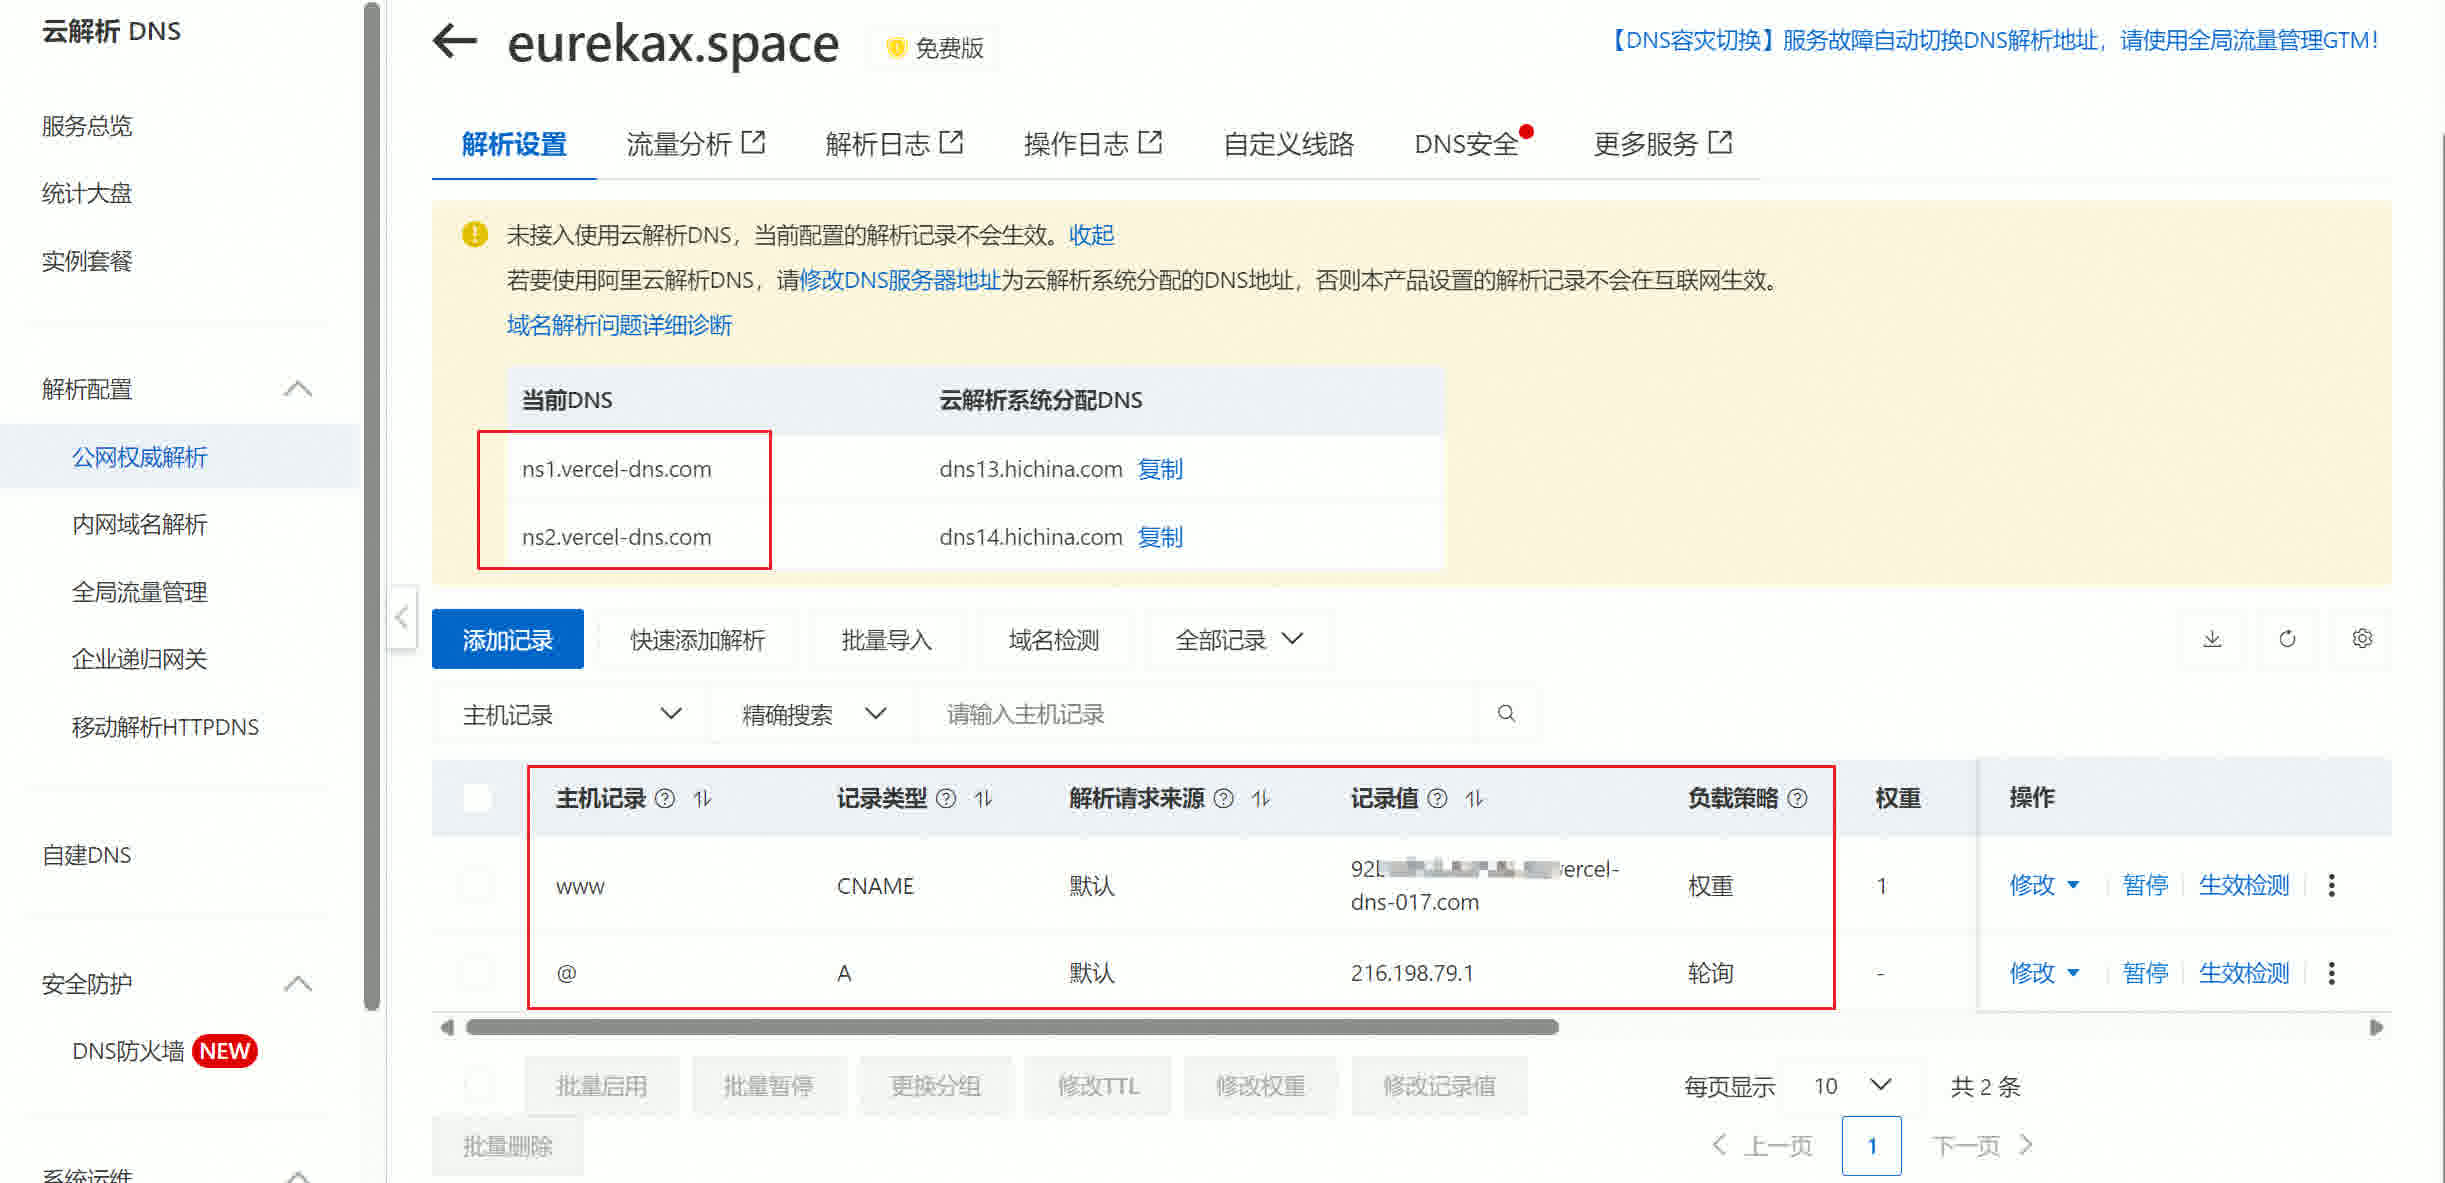 云解析 DNS
服务总览
统计大盘
实例套餐
解析配置
公网权威解析
内网域名解析
全局流量管理
企业递归网关
移动解析HTTPDNS
自建DNS
安全防护
DNS防火墙 NEW
系统运维
eurekax.space 免费版
【DNS容灾切换】服务故障自动切换DNS解析地址，请使用全局流量管理GTM！
解析设置 流量分析 解析日志 操作日志 自定义线路 DNS安全 更多服务
未接入使用云解析DNS，当前配置的解析记录不会生效。收起
若要使用阿里云解析DNS，请修改DNS服务器地址为云解析系统分配的DNS地址，否则本产品设置的解析记录不会在互联网生效。
域名解析问题详细诊断
当前DNS 云解析系统分配DNS
ns1.vercel-dns.com dns13.hichina.com 复制
ns2.vercel-dns.com dns14.hichina.com 复制
添加记录 快速添加解析 批量导入 域名检测 全部记录
主机记录 精确搜索 请输入主机记录
主机记录 记录类型 解析请求来源 记录值 负载策略 权重 操作
www CNAME 默认 92 ercel-
dns-017.com 权重 1 修改 暂停 生效检测
@ A 默认 216.198.79.1 轮询 - 修改 暂停 生效检测
批量启用 批量暂停 更换分组 修改TTL 修改权重 修改记录值 每页显示 10 共 2 条
批量删除 上一页 1 下一页